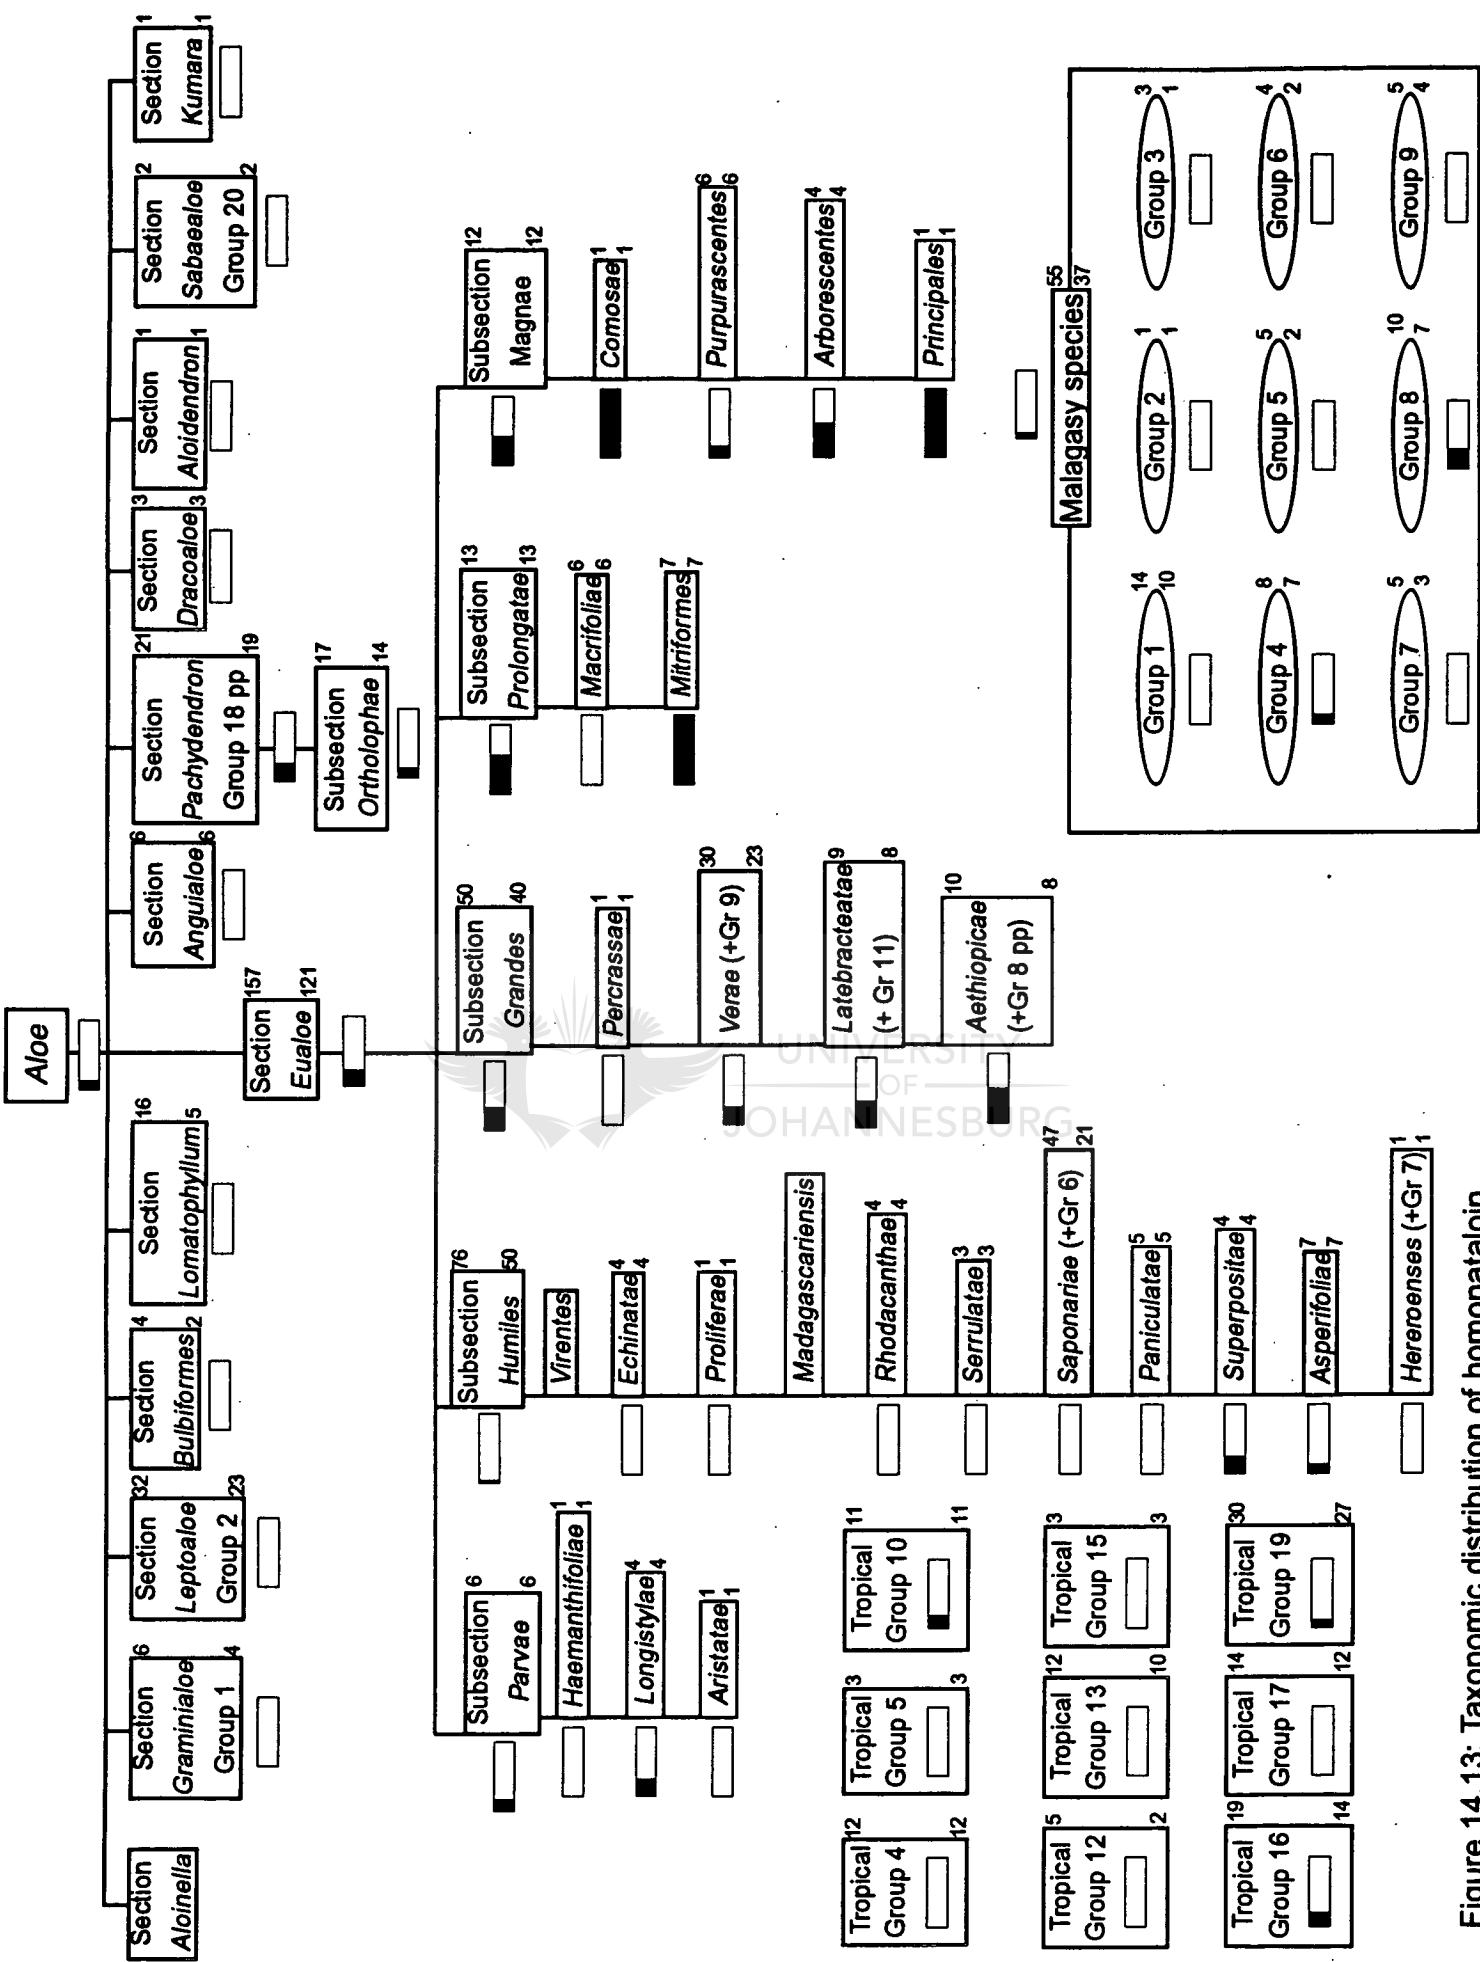 Aloe
Section
Aloinella
Section 6
Graminialoe
Group 1 4
Section 32
Leptoaloe
Group 2 23
Section 4
Bulbiformes 2
Section 16
Lomatophyllum 5
Section 157
Eualoe 121
Section 6
Anguialoe 6
Section 21
Pachydendron
Group 18 pp 19
Subsection 17
Ortholophae 14
Section 3
Dracoaloe 3
Section 1
Aloidendron 1
Section 2
Sabaealoe
Group 20 2
Section 1
Kumara 1
Subsection 6
Parvae 6
Haemanthifoliae 1
1
Longistylae 4
4
Aristatae 1
1
Subsection 76
Humiles 50
Virentes
Echinatae 4
4
Proliferae 1
1
Madagascariensis
Rhodacanthae 4
4
Serrulatae 3
3
Saponariae (+Gr 6) 47
21
Paniculatae 5
5
Superpositae 4
4
Asperifoliae 7
7
Hereroenses (+Gr 7) 1
1
Subsection 50
Grandes 40
Percrassae 1
1
Verae (+Gr 9) 30
23
Latebracteatae 9
(+ Gr 11) 8
Aethiopicae 10
(+Gr 8 pp) 8
Subsection 13
Prolongatae 13
Macrifoliae 6
6
Mitriformes 7
7
Subsection 12
Magnae 12
Comosae 1
1
Purpurascentes 6
6
Arborescentes 4
4
Principales 1
1
Tropical 12
Group 4 12
Tropical 3
Group 5 3
Tropical 11
Group 10 11
Tropical 5
Group 12 2
Tropical 12
Group 13 10
Tropical 3
Group 15 3
Tropical 19
Group 16 14
Tropical 14
Group 17 12
Tropical 30
Group 19 27
Malagasy species 55
37
Group 1 14
10
Group 2 1
1
Group 3 3
1
Group 4 8
7
Group 5 5
2
Group 6 4
2
Group 7 5
3
Group 8 10
7
Group 9 5
4
UNIVERSITY
OF
JOHANNESBURG
Figure 14.13: Taxonomic distribution of homonataloin